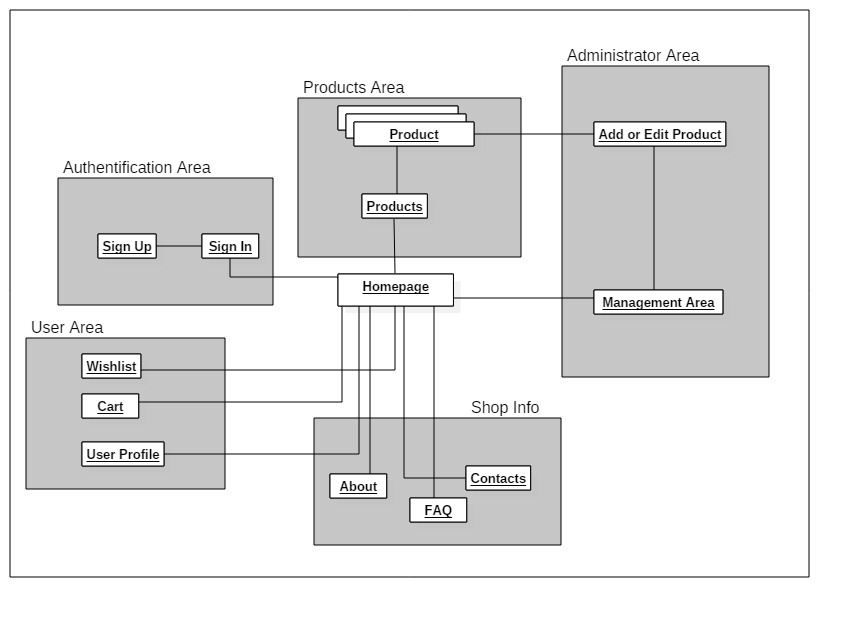 Administrator Area
Products Area
Product
Add or Edit Product
Authentification Area
Products
Sign Up
Sign In
Homepage
Management Area
User Area
Wishlist
Cart
Shop Info
User Profile
Contacts
About
FAQ